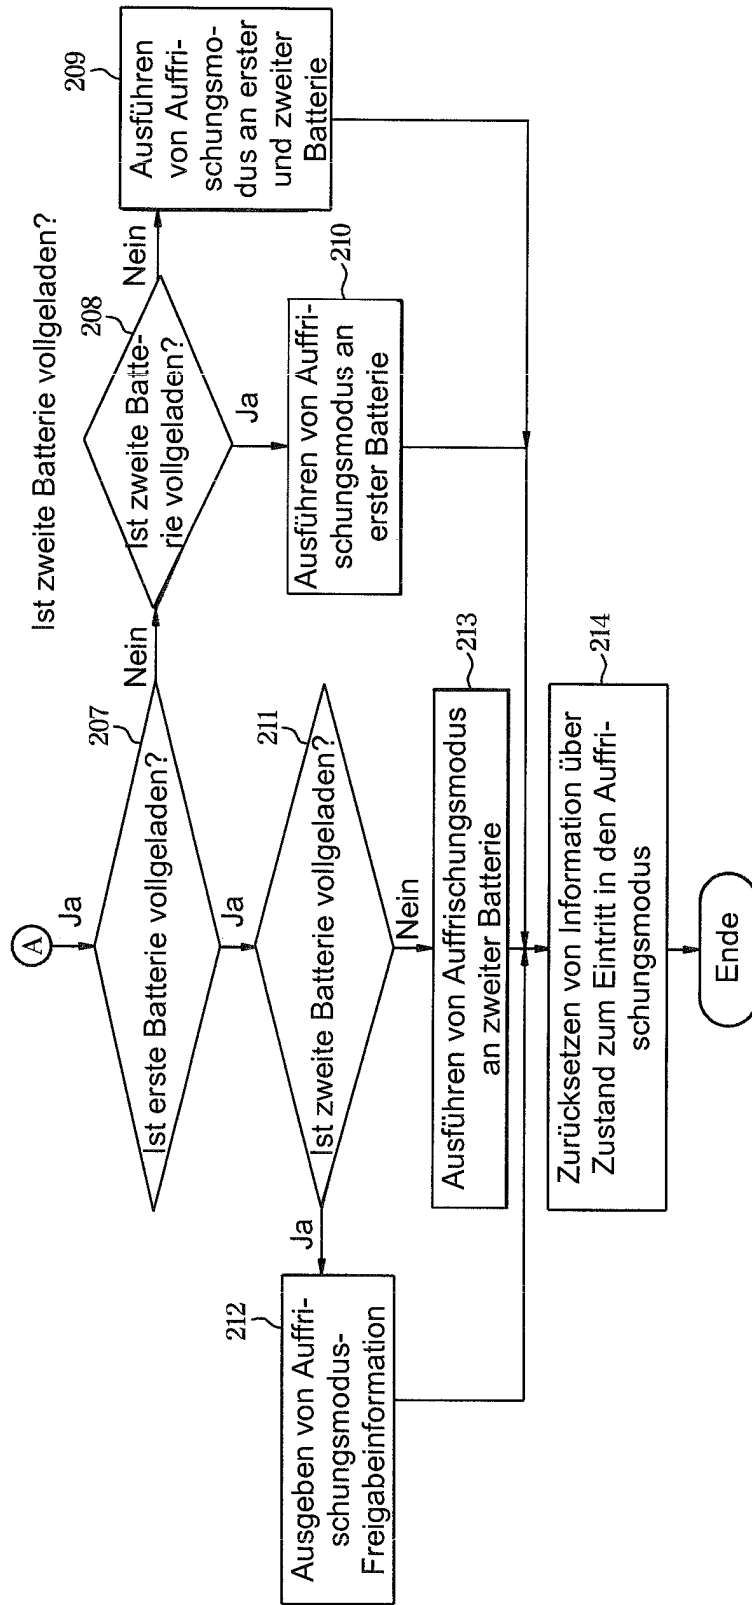 A
Ja
207
Ist erste Batterie vollgeladen?
Nein
Ist zweite Batterie vollgeladen?
208
Ist zweite Batte-
rie vollgeladen?
Nein
209
Ausführen
von Auffri-
schungsmo-
dus an erster
und zweiter
Batterie
Ja
210
Ausführen von Auffri-
schungsmodus an
erster Batterie
Ja
211
Ist zweite Batterie vollgeladen?
Ja
212
Ausgeben von Auffri-
schungsmodus-
Freigabeinformation
Nein
213
Ausführen von Auffrischungsmodus
an zweiter Batterie
214
Zurücksetzen von Information über
Zustand zum Eintritt in den Auffri-
schungsmodus
Ende